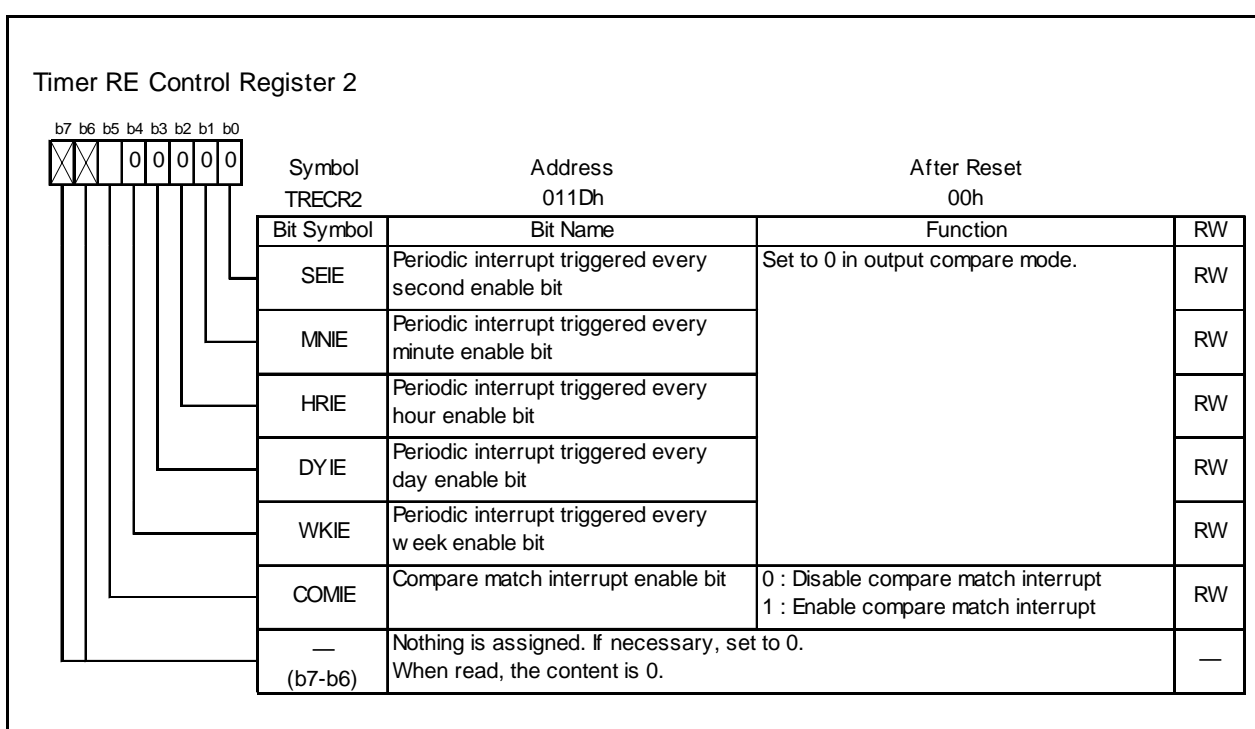 Timer RE Control Register 2
b7 b6 b5 b4 b3 b2 b1 b0
0 0 0 0 0
Symbol Address After Reset
TRECR2 011Dh 00h
Bit Symbol Bit Name Function RW
SEIE Periodic interrupt triggered every second enable bit Set to 0 in output compare mode. RW
MNIE Periodic interrupt triggered every minute enable bit RW
HRIE Periodic interrupt triggered every hour enable bit RW
DYIE Periodic interrupt triggered every day enable bit RW
WKIE Periodic interrupt triggered every week enable bit RW
COMIE Compare match interrupt enable bit 0 : Disable compare match interrupt
1 : Enable compare match interrupt RW
— (b7-b6) Nothing is assigned. If necessary, set to 0.
When read, the content is 0. —